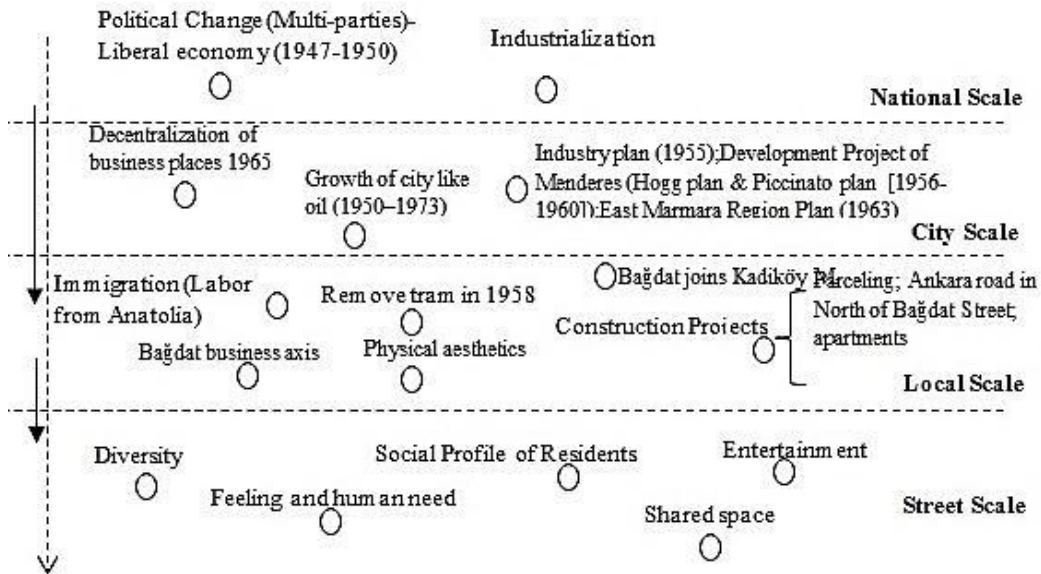 Political Change (Multi-parties)-
Liberal economy (1947-1950)
Industrialization
National Scale
Decentralization of
business places 1965
Growth of city like
oil (1950–1973)
Industry plan (1955);Development Project of
Menderes (Hogg plan & Piccinato plan [1956-
1960]);East Marmara Region Plan (1963)
City Scale
Immigration (Labor
from Anatolia)
Remove tram in 1958
Bağdat joins Kadiköy M.
Construction Projects
Parceling; Ankara road in
North of Bağdat Street;
apartments
Bağdat business axis
Physical aesthetics
Local Scale
Diversity
Social Profile of Residents
Entertainment
Feeling and human need
Street Scale
Shared space